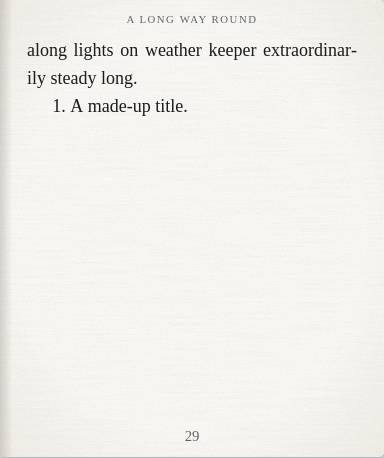 A LONG WAY ROUND
along lights on weather keeper extraordinar-
ily steady long.
1. A made-up title.
29